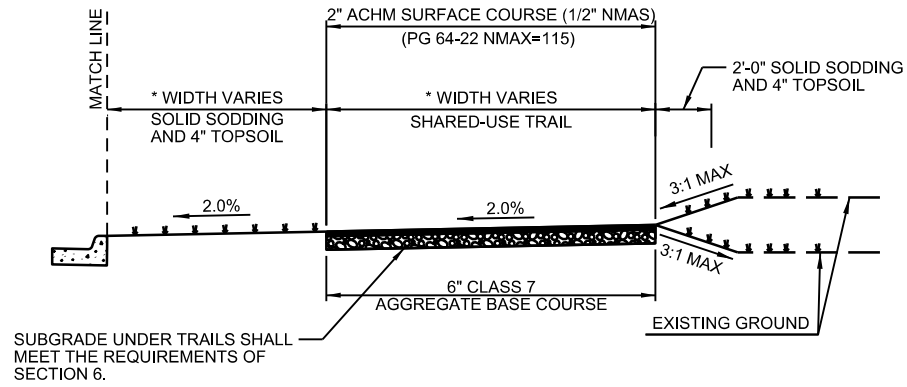 2" ACHM SURFACE COURSE (1/2" NMAS)
(PG 64-22 NMAX=115)
MATCH LINE
2'-0" SOLID SODDING
AND 4" TOPSOIL
* WIDTH VARIES
SOLID SODDING
AND 4" TOPSOIL
* WIDTH VARIES
SHARED-USE TRAIL
3:1 MAX
2.0%
2.0%
3:1 MAX
6" CLASS 7
AGGREGATE BASE COURSE
EXISTING GROUND
SUBGRADE UNDER TRAILS SHALL
MEET THE REQUIREMENTS OF
SECTION 6.